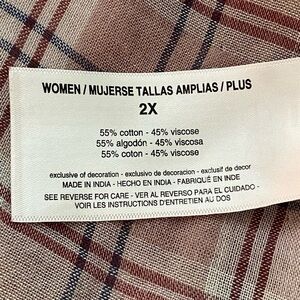 WOMEN / MUJERSE TALLAS AMPLIAS / PLUS
2X
55% cotton - 45% viscose
55% algodón - 45% viscosa
55% coton - 45% viscose
exclusive of decoration - exclusivo de decoracion - exclusif de decor
MADE IN INDIA - HECHO EN INDIA - FABRIQUÉ EN INDE
SEE REVERSE FOR CARE - VER AL REVERSO PARA EL CUIDADO -
VOIR LES INSTRUCTIONS D'ENTRETIEN AU DOS